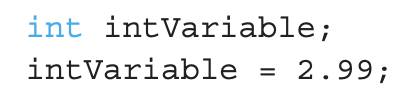 int intVariable;
intVariable = 2.99;